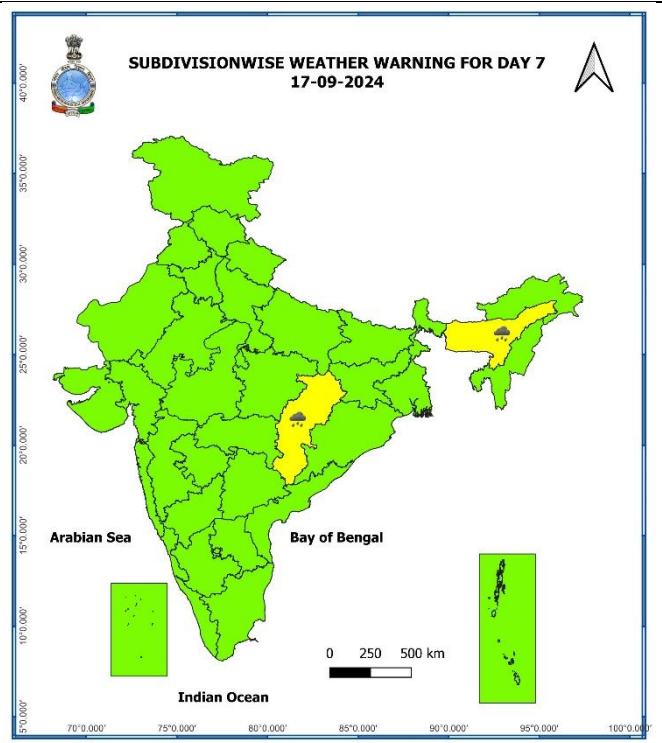 SUBDIVISIONWISE WEATHER WARNING FOR DAY 7
17-09-2024
40°0.000'
35°0.000'
30°0.000'
25°0.000'
20°0.000'
15°0.000'
10°0.000'
5°0.000'
Arabian Sea
Bay of Bengal
0 250 500 km
Indian Ocean
70°0.000' 75°0.000' 80°0.000' 85°0.000' 90°0.000' 95°0.000' 100°0.000'